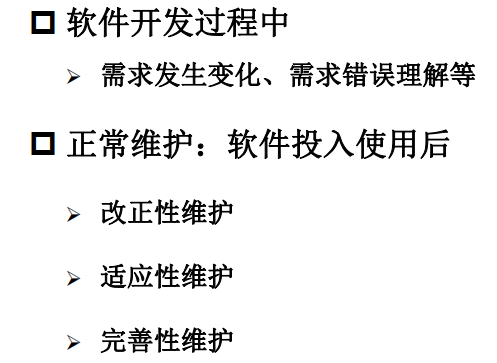 软件开发过程中
需求发生变化、需求错误理解等
正常维护：软件投入使用后
改正性维护
适应性维护
完善性维护